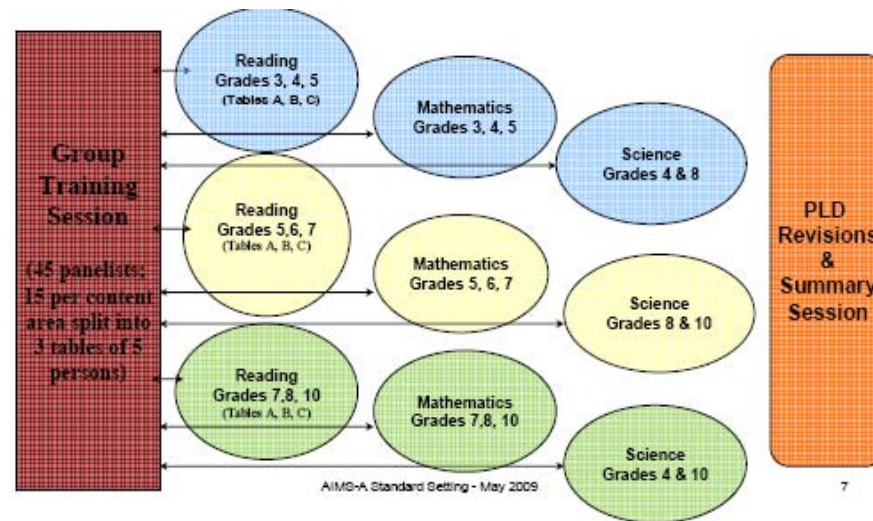 Group
Training
Session
(45 panelists;
15 per content
area split into
3 tables of 5
persons)
Reading
Grades 3, 4, 5
(Tables A, B, C)
Mathematics
Grades 3, 4, 5
Science
Grades 4 & 8
Reading
Grades 5,6, 7
(Tables A, B, C)
Mathematics
Grades 5, 6, 7
Science
Grades 8 & 10
Reading
Grades 7,8, 10
(Tables A, B, C)
Mathematics
Grades 7,8, 10
Science
Grades 4 & 10
PLD
Revisions
&
Summary
Session
AIMS-A Standard Setting - May 2009
7